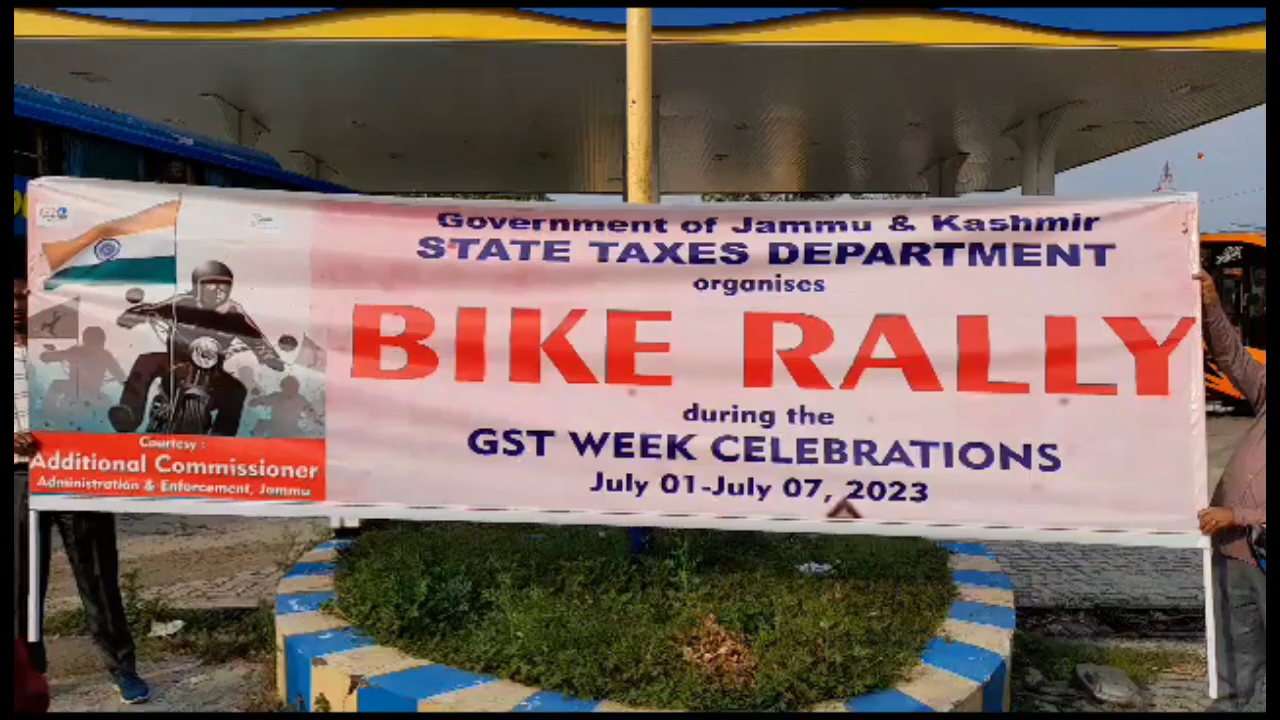 Government of Jammu & Kashmir
STATE TAXES DEPARTMENT
organises
BIKE RALLY
during the
GST WEEK CELEBRATIONS
July 01-July 07, 2023
Courtesy :
Additional Commissioner
Administration & Enforcement, Jammu